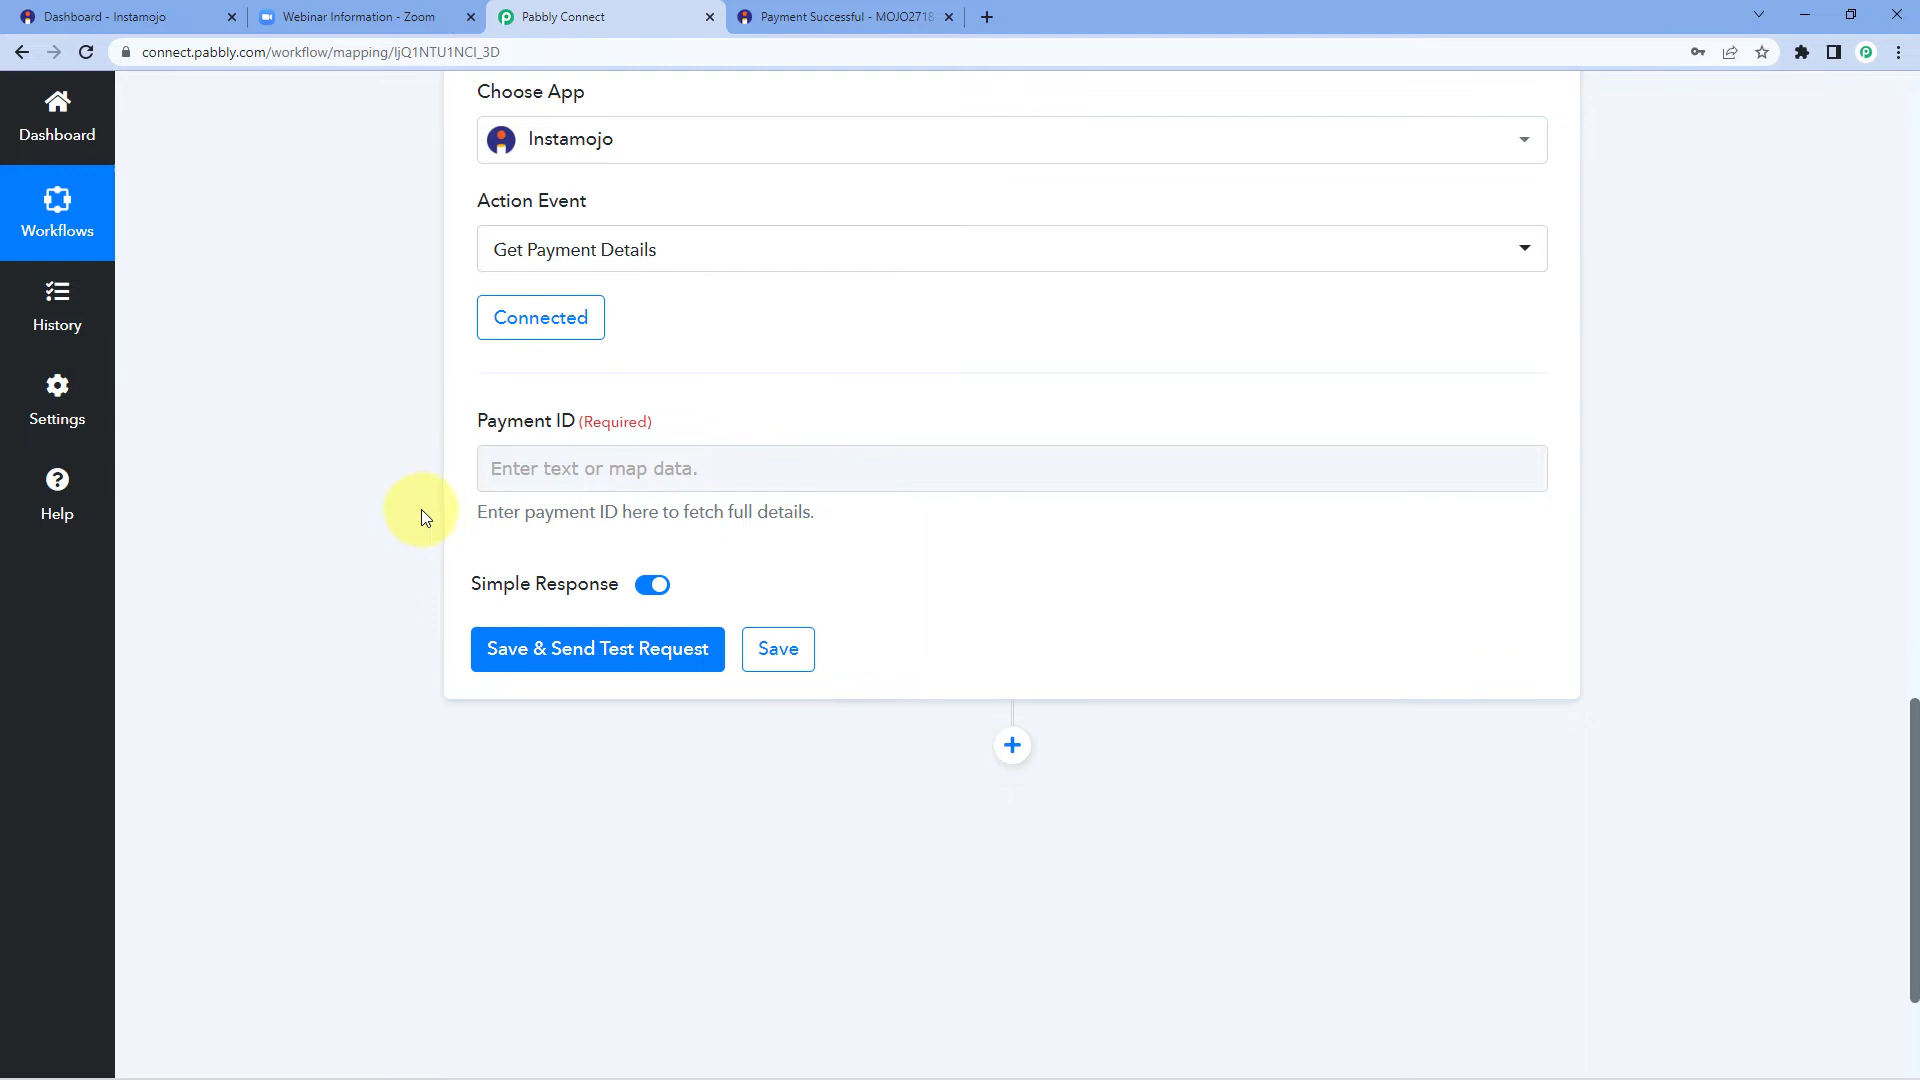 Dashboard - Instamojo
Webinar Information - Zoom
Pabbly Connect
Payment Successful - MOJO2718
connect.pabbly.com/workflow/mapping/IjQ1NTU1NCI_3D
Dashboard
Workflows
History
Settings
Help
Choose App
Instamojo
Action Event
Get Payment Details
Connected
Payment ID (Required)
Enter text or map data.
Enter payment ID here to fetch full details.
Simple Response
Save & Send Test Request
Save